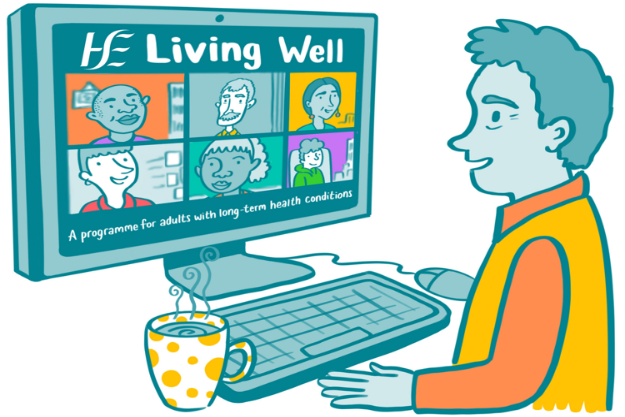 HSE Living Well
A programme for adults with long-term health conditions